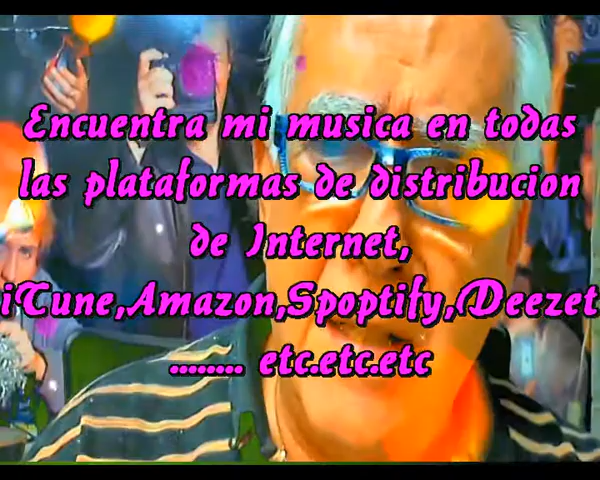 Encuentra mi musica en todas
las plataformas de distribucion
de Internet,
iTune,Amazon,Spoptify,Deezet
........ etc.etc.etc